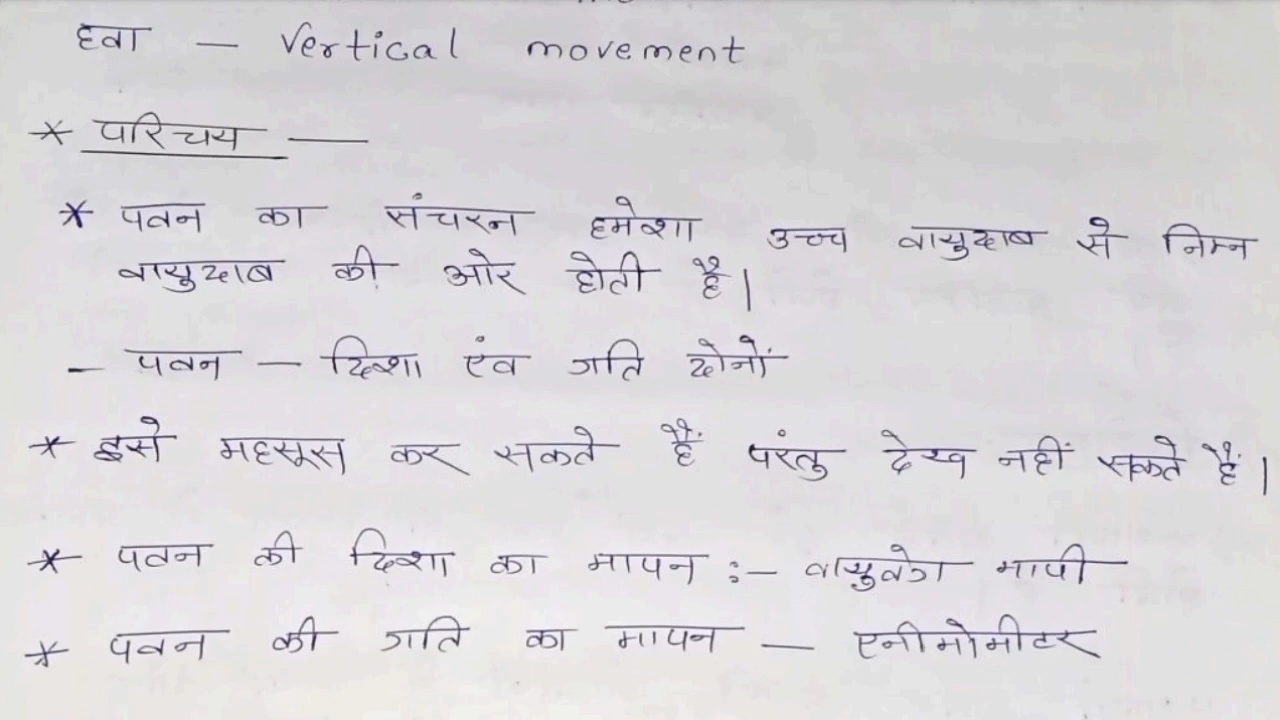 हवा — Vertical movement
* परिचय —
* पवन का संचरन हमेशा उच्च वायुदाब से निम्न
वायुदाब की ओर होती है।
- पवन — दिशा एंव गति दोनों
* इसे महसूस कर सकते हैं परंतु देख नहीं सकते हैं।
* पवन की दिशा का मापन :- वायुवेग मापी
* पवन की गति का मापन — एनीमोमीटर